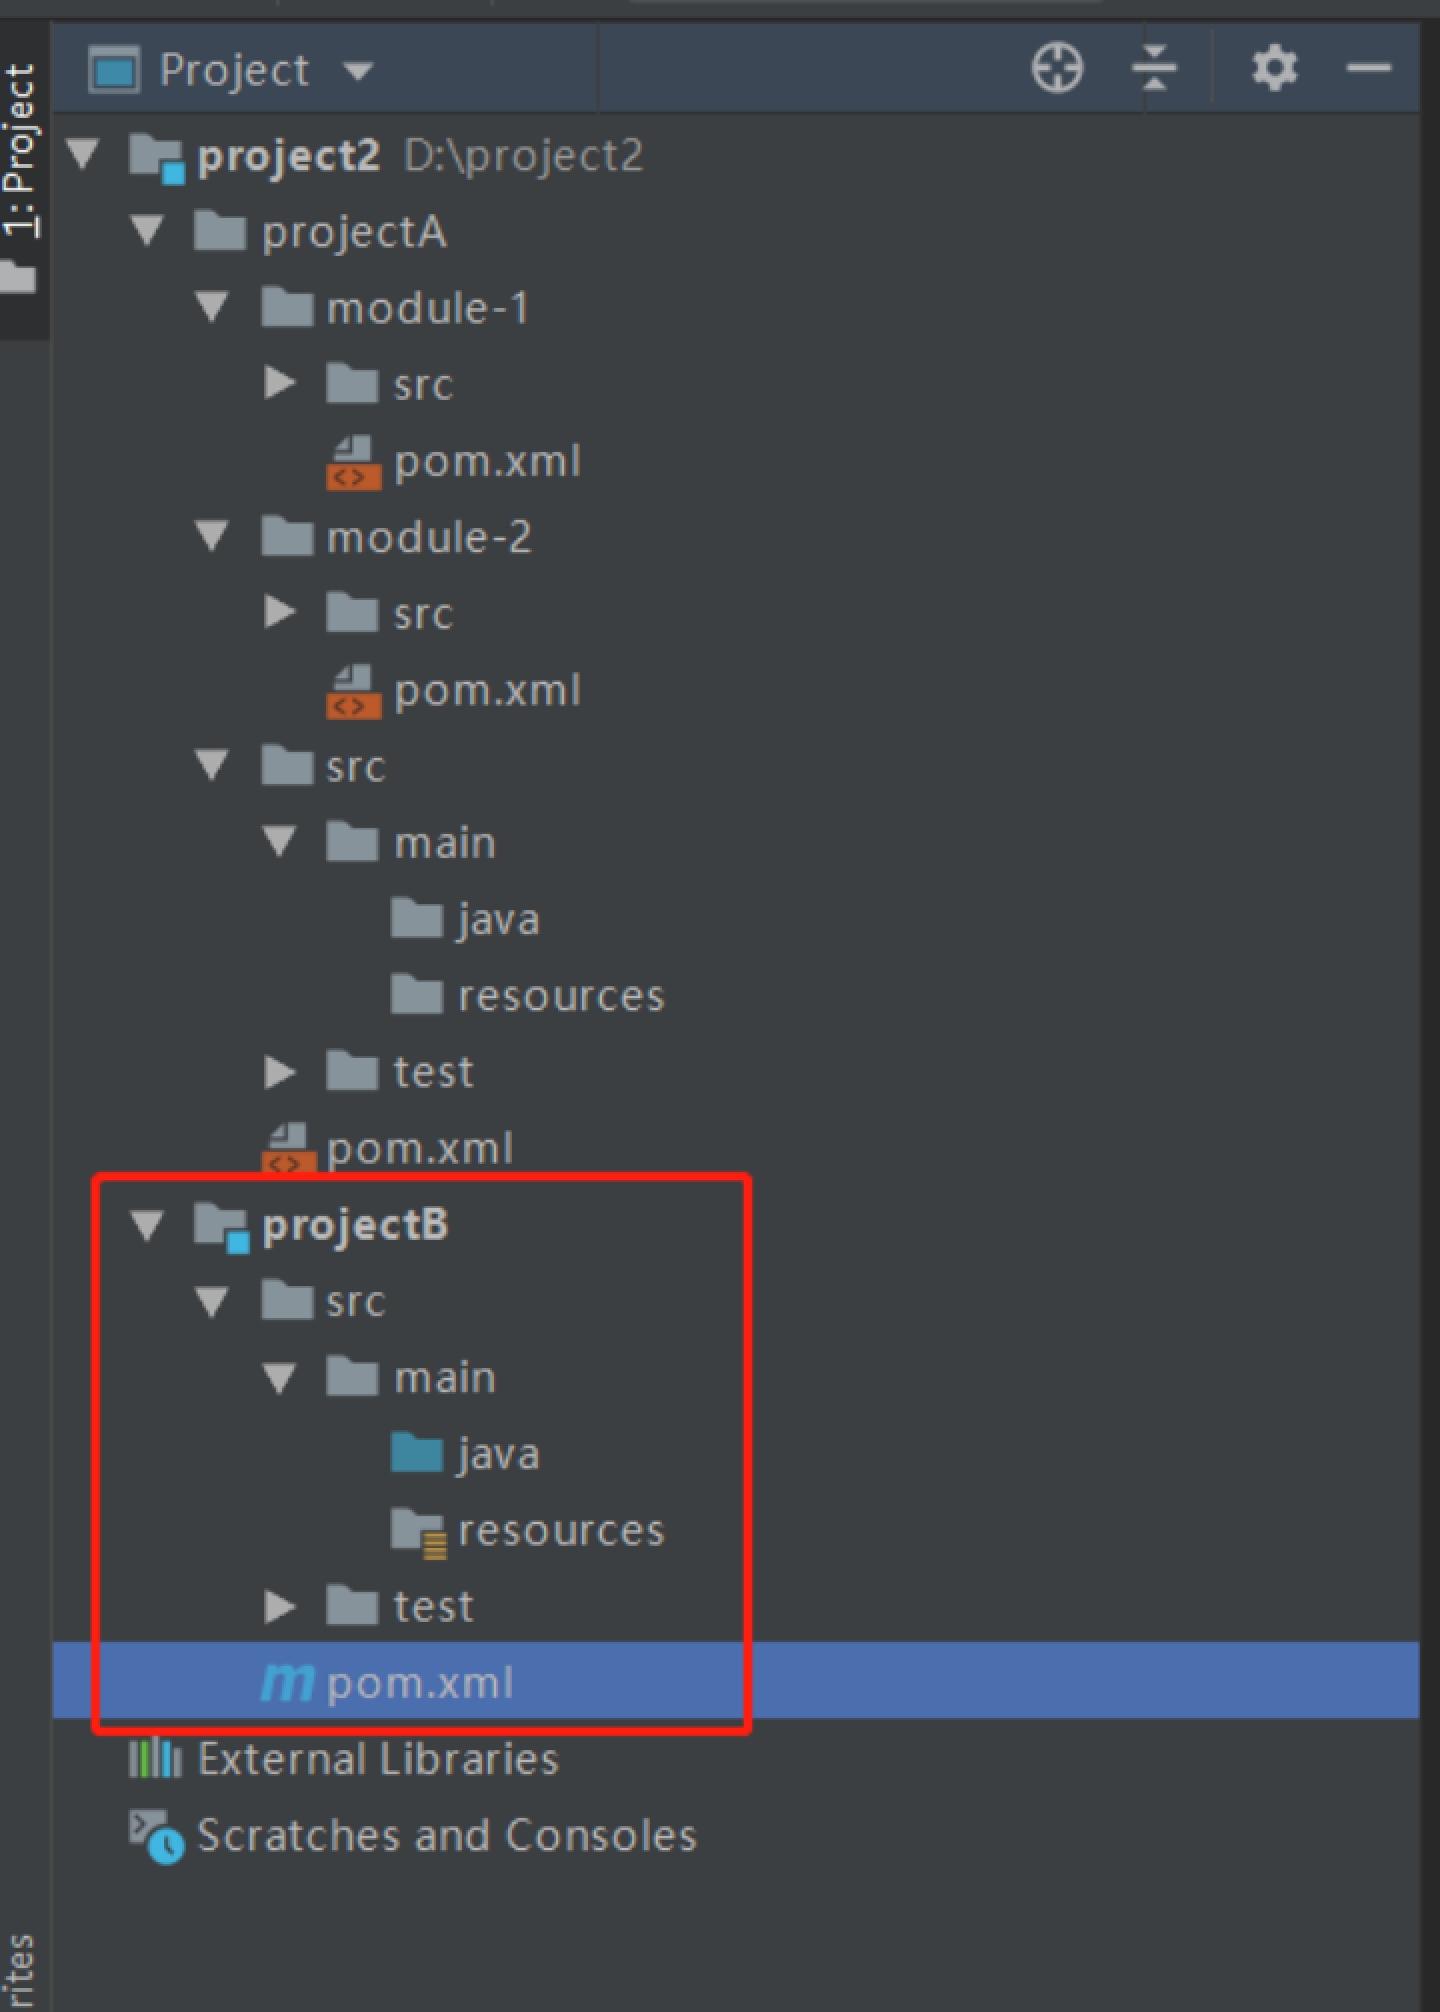 1: Project
Project
project2 D:\project2
projectA
module-1
src
pom.xml
module-2
src
pom.xml
src
main
java
resources
test
pom.xml
projectB
src
main
java
resources
test
m pom.xml
External Libraries
Scratches and Consoles
rites